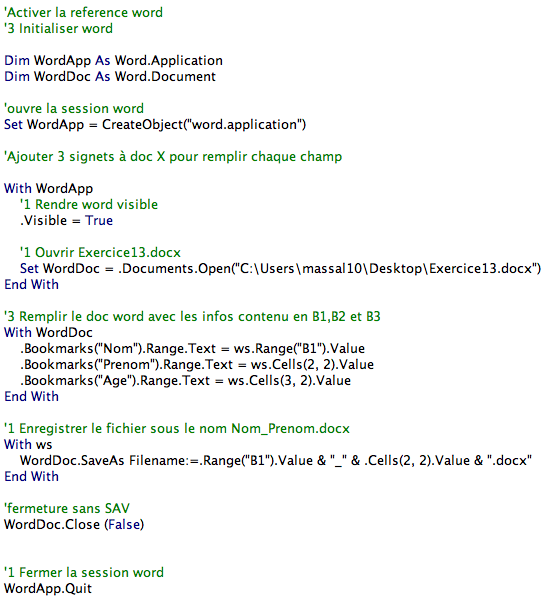 'Activer la reference word
'3 Initialiser word
Dim WordApp As Word.Application
Dim WordDoc As Word.Document
'ouvre la session word
Set WordApp = CreateObject("word.application")
'Ajouter 3 signets à doc X pour remplir chaque champ
With WordApp
'1 Rendre word visible
.Visible = True
'1 Ouvrir Exercice13.docx
Set WordDoc = .Documents.Open("C:\Users\massal10\Desktop\Exercice13.docx")
End With
'3 Remplir le doc word avec les infos contenu en B1,B2 et B3
With WordDoc
.Bookmarks("Nom").Range.Text = ws.Range("B1").Value
.Bookmarks("Prenom").Range.Text = ws.Cells(2, 2).Value
.Bookmarks("Age").Range.Text = ws.Cells(3, 2).Value
End With
'1 Enregistrer le fichier sous le nom Nom_Prenom.docx
With ws
WordDoc.SaveAs Filename:=.Range("B1").Value & "_" & .Cells(2, 2).Value & ".docx"
End With
'fermeture sans SAV
WordDoc.Close (False)
'1 Fermer la session word
WordApp.Quit